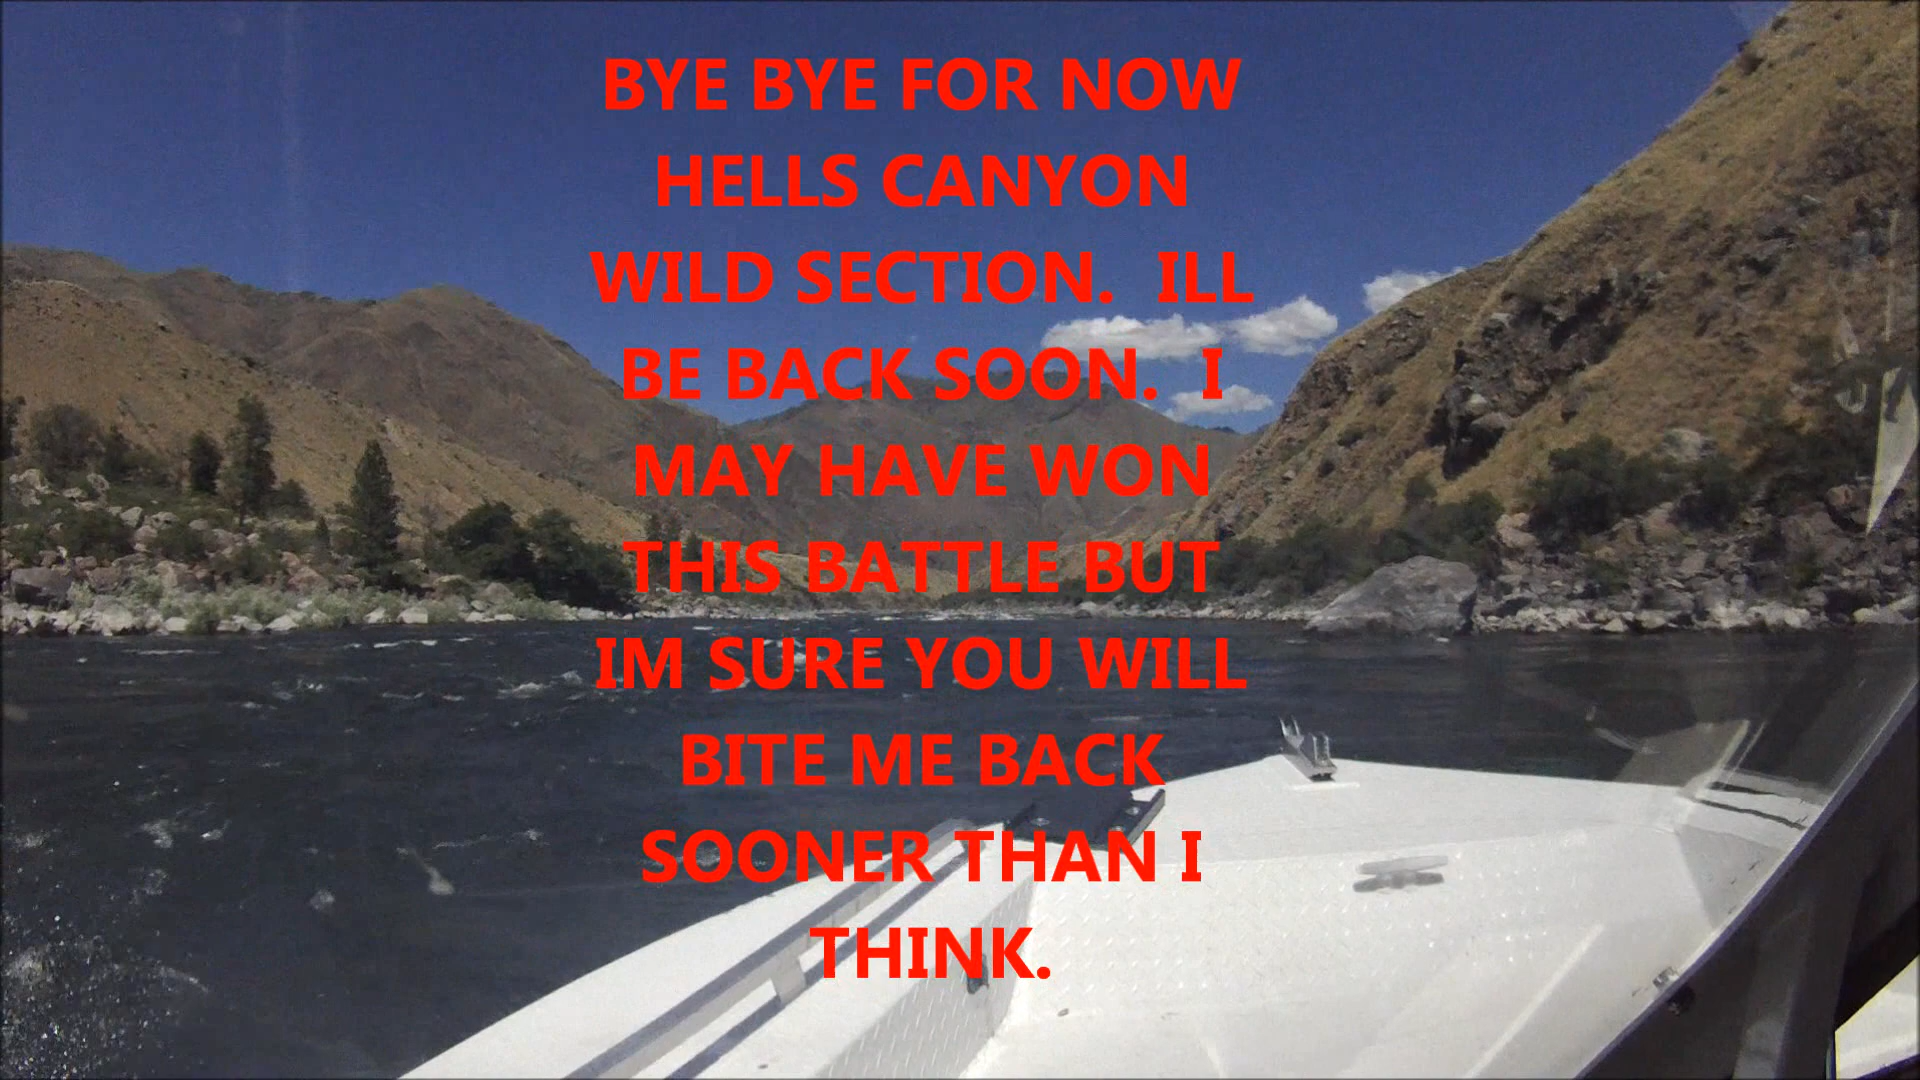 BYE BYE FOR NOW
HELLS CANYON
WILD SECTION.  ILL
BE BACK SOON.  I
MAY HAVE WON
THIS BATTLE BUT
IM SURE YOU WILL
BITE ME BACK
SOONER THAN I
THINK.